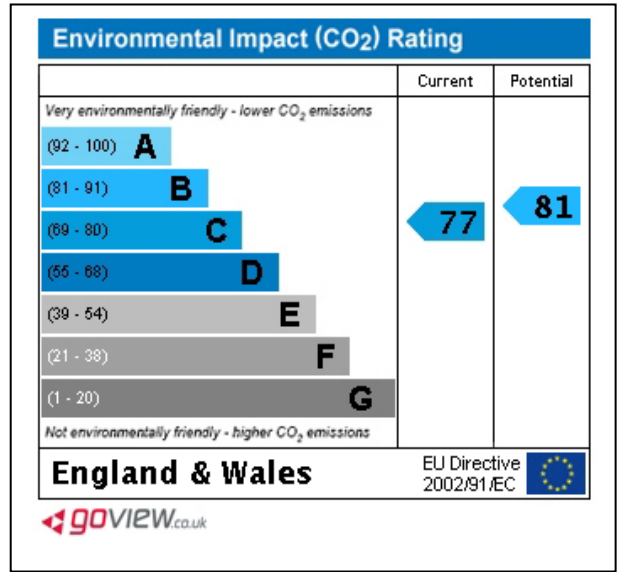 Environmental Impact (CO2) Rating
Current Potential
Very environmentally friendly - lower CO2 emissions
(92 - 100) A
(81 - 91) B
(69 - 80) C
(55 - 68) D
(39 - 54) E
(21 - 38) F
(1 - 20) G
77
81
Not environmentally friendly - higher CO2 emissions
England & Wales
EU Directive
2002/91/EC
goview.co.uk